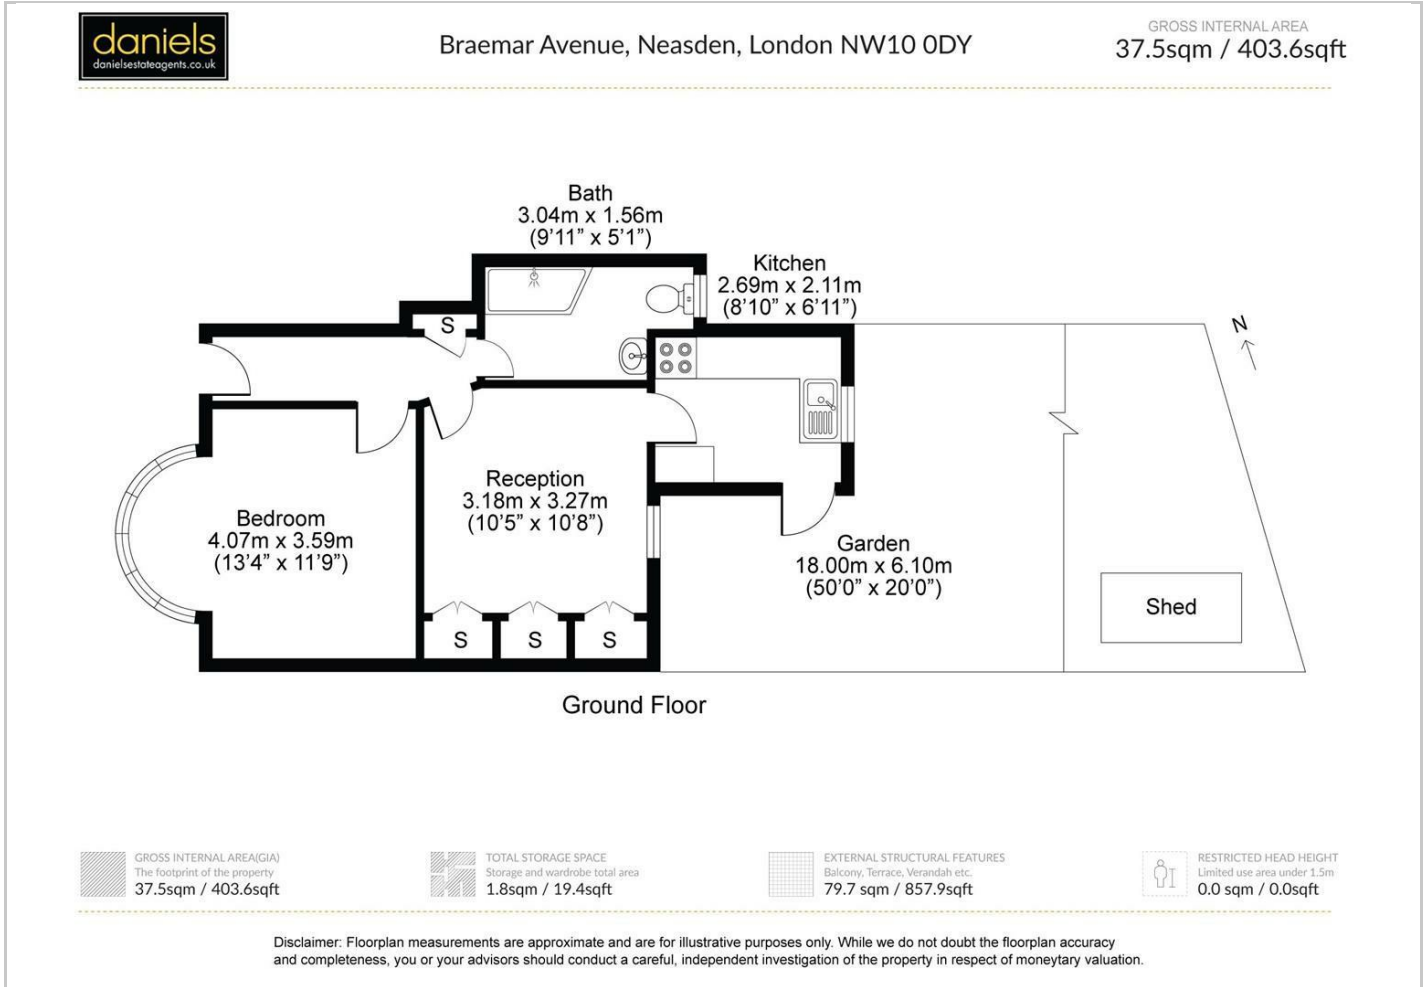 daniels
danielsestateagents.co.uk
Braemar Avenue, Neasden, London NW10 0DY
GROSS INTERNAL AREA
37.5sqm / 403.6sqft
Bath
3.04m x 1.56m
(9'11” x 5'1”)
Kitchen
2.69m x 2.11m
(8'10” x 6'11”)
S
N
Reception
3.18m x 3.27m
(10'5” x 10'8”)
Bedroom
4.07m x 3.59m
(13'4” x 11'9”)
Garden
18.00m x 6.10m
(50'0” x 20'0”)
Shed
S
S
S
Ground Floor
GROSS INTERNAL AREA(GIA)
The footprint of the property
37.5sqm / 403.6sqft
TOTAL STORAGE SPACE
Storage and wardrobe total area
1.8sqm / 19.4sqft
EXTERNAL STRUCTURAL FEATURES
Balcony, Terrace, Verandah etc.
79.7 sqm / 857.9sqft
RESTRICTED HEAD HEIGHT
Limited use area under 1.5m
0.0 sqm / 0.0sqft
Disclaimer: Floorplan measurements are approximate and are for illustrative purposes only. While we do not doubt the floorplan accuracy
and completeness, you or your advisors should conduct a careful, independent investigation of the property in respect of moneytary valuation.